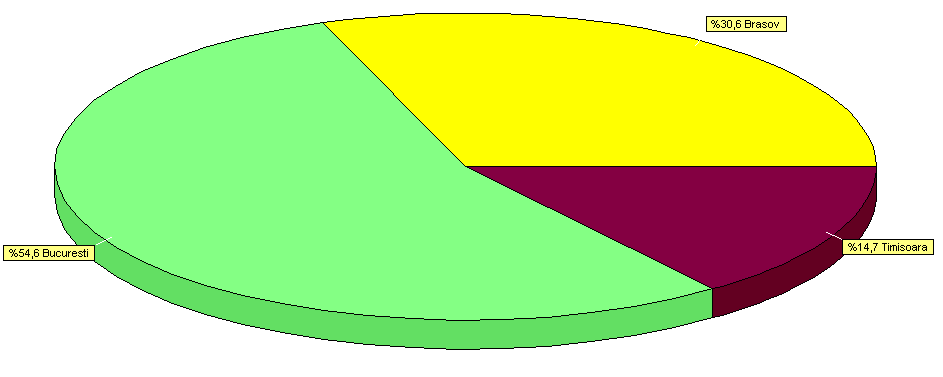 %30,6 Brasov
%54,6 Bucuresti
%14,7 Timisoara